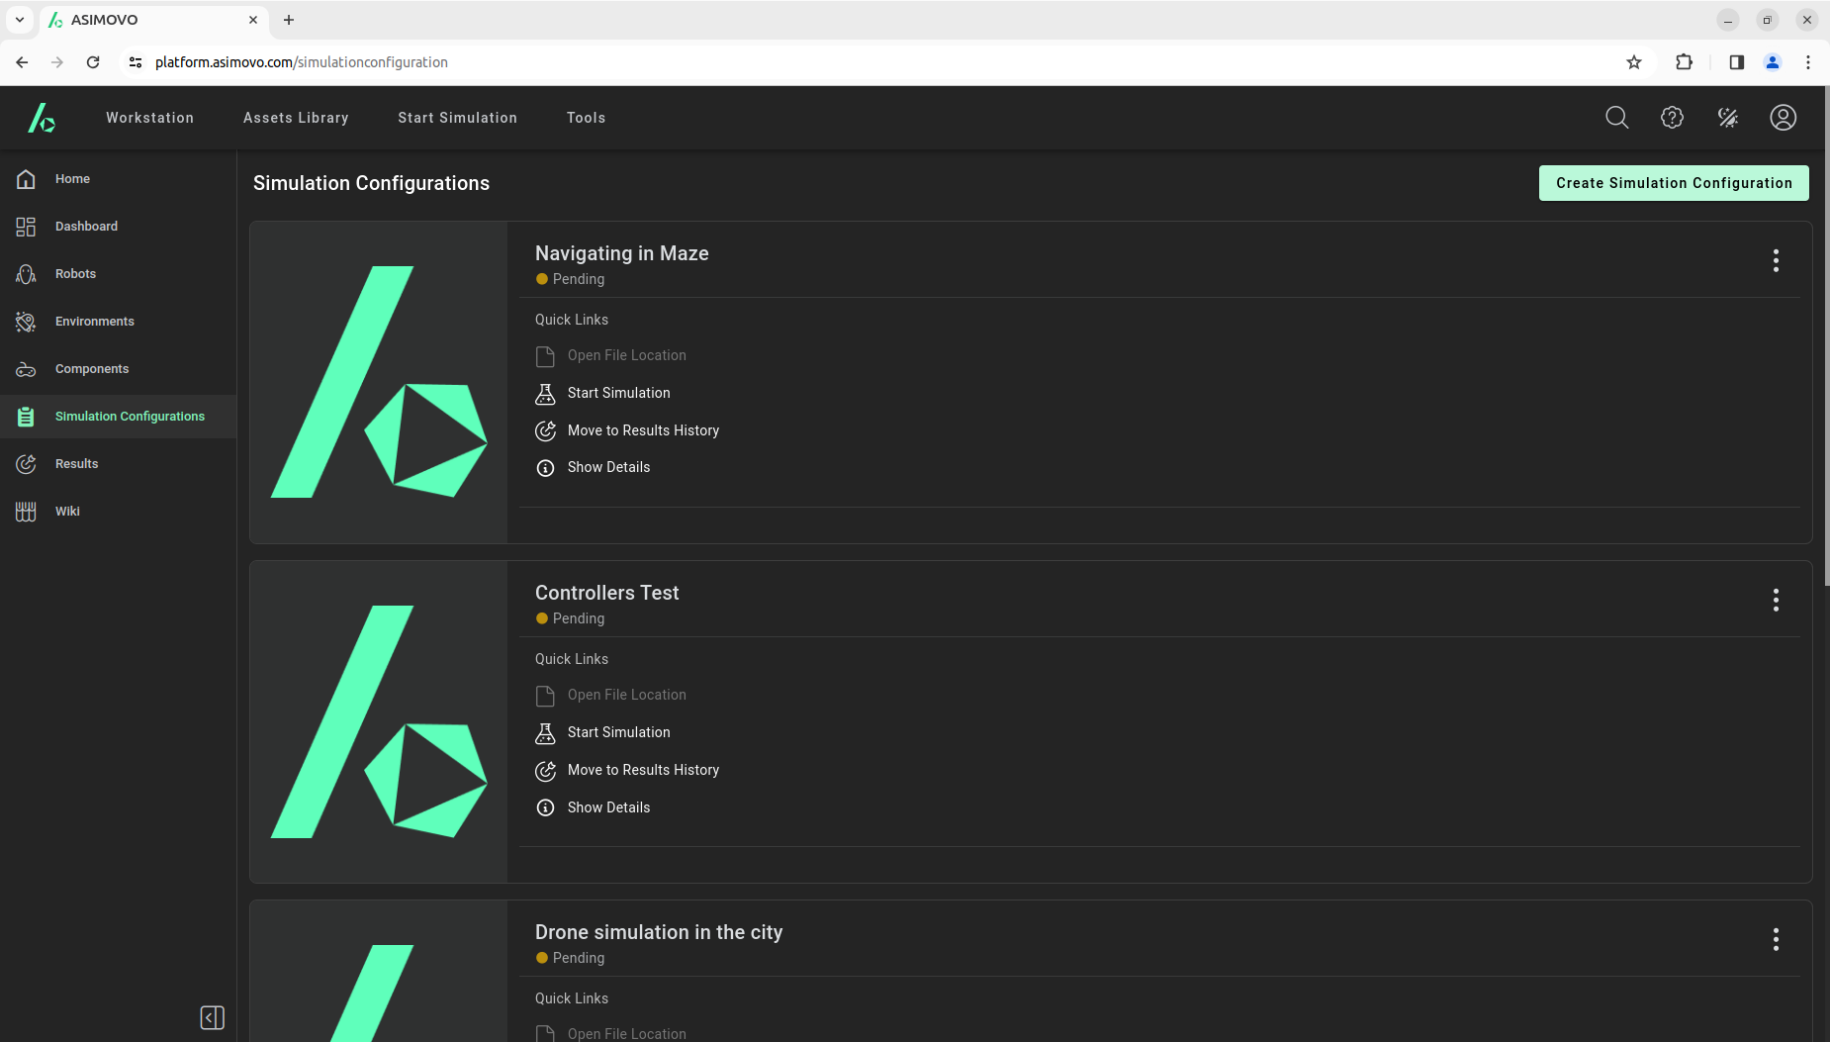 ASIMOVO
platform.asimovo.com/simulationconfiguration
Workstation
Assets Library
Start Simulation
Tools
Home
Dashboard
Robots
Environments
Components
Simulation Configurations
Results
Wiki
Simulation Configurations
Create Simulation Configuration
Navigating in Maze
Pending
Quick Links
Open File Location
Start Simulation
Move to Results History
Show Details
Controllers Test
Pending
Quick Links
Open File Location
Start Simulation
Move to Results History
Show Details
Drone simulation in the city
Pending
Quick Links
Open File Location